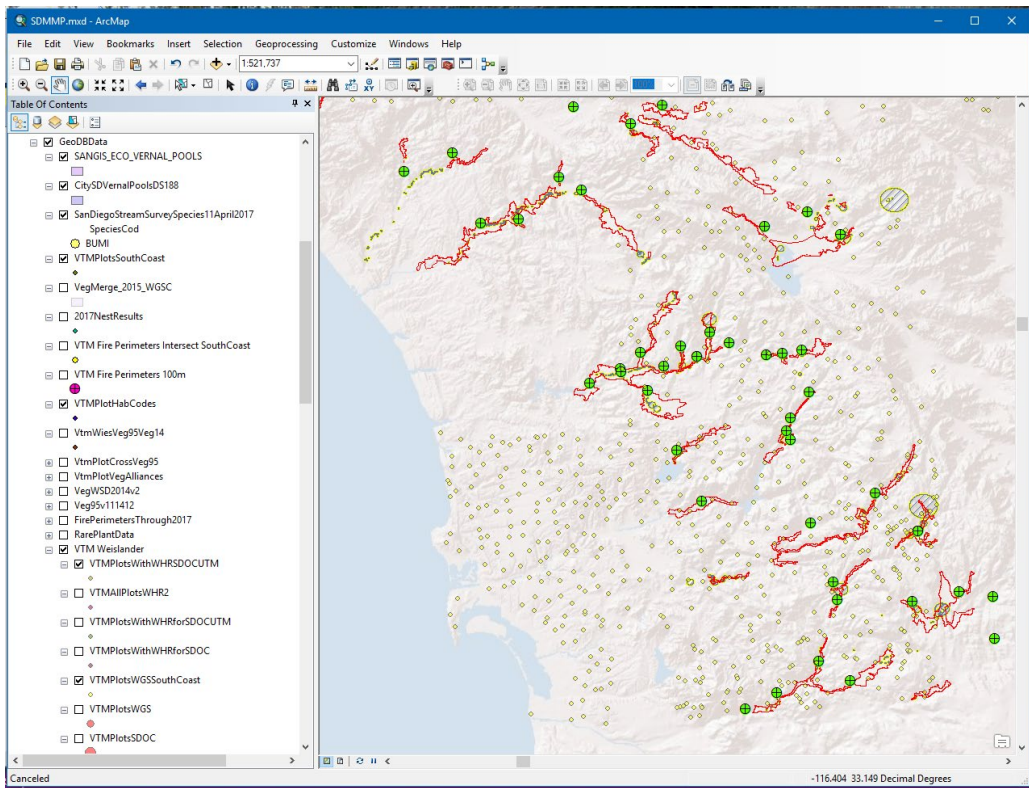 SDMMP.mxd - ArcMap
File Edit View Bookmarks Insert Selection Geoprocessing Customize Windows Help
1:521,737
Table Of Contents
GeoDBData
SANGIS_ECO_VERNAL_POOLS
CitySDVernalPoolsDS188
SanDiegoStreamSurveySpecies11April2017
SpeciesCod
BUMI
VTMPlotsSouthCoast
VegMerge_2015_WGSC
2017NestResults
VTM Fire Perimeters Intersect SouthCoast
VTM Fire Perimeters 100m
VTMPlotHabCodes
VtmWiesVeg95Veg14
VtmPlotCrossVeg95
VtmPlotVegAlliances
VegWSD2014v2
Veg95v111412
FirePerimetersThrough2017
RarePlantData
VTM Weislander
VTMPlotsWithWHRSDOCUTM
VTMAllPlotsWHR2
VTMPlotsWithWHRforSDOCUTM
VTMPlotsWithWHRforSDOC
VTMPlotsWGSSouthCoast
VTMPlotsWGS
VTMPlotsSDOC
Canceled
-116.404 33.149 Decimal Degrees